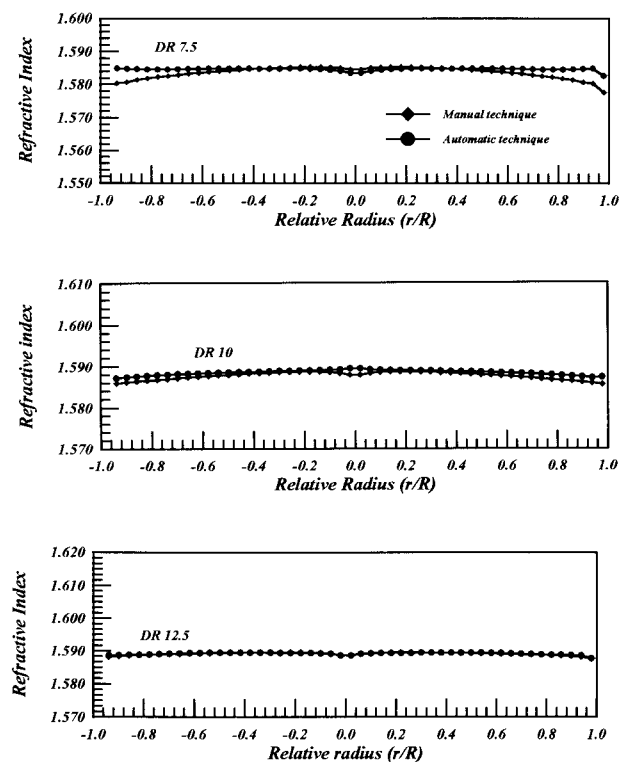 1.600
1.590
1.580
1.570
1.560
1.550
Refractive Index
DR 7.5
Manual technique
Automatic technique
-1.0 -0.8 -0.6 -0.4 -0.2 0.0 0.2 0.4 0.6 0.8 1.0
Relative Radius (r/R)
1.610
1.600
1.590
1.580
1.570
Refractive index
DR 10
-1.0 -0.8 -0.6 -0.4 -0.2 0.0 0.2 0.4 0.6 0.8 1.0
Relative Radius (r/R)
1.620
1.610
1.600
1.590
1.580
1.570
Refractive Index
DR 12.5
-1.0 -0.8 -0.6 -0.4 -0.2 0.0 0.2 0.4 0.6 0.8 1.0
Relative radius (r/R)